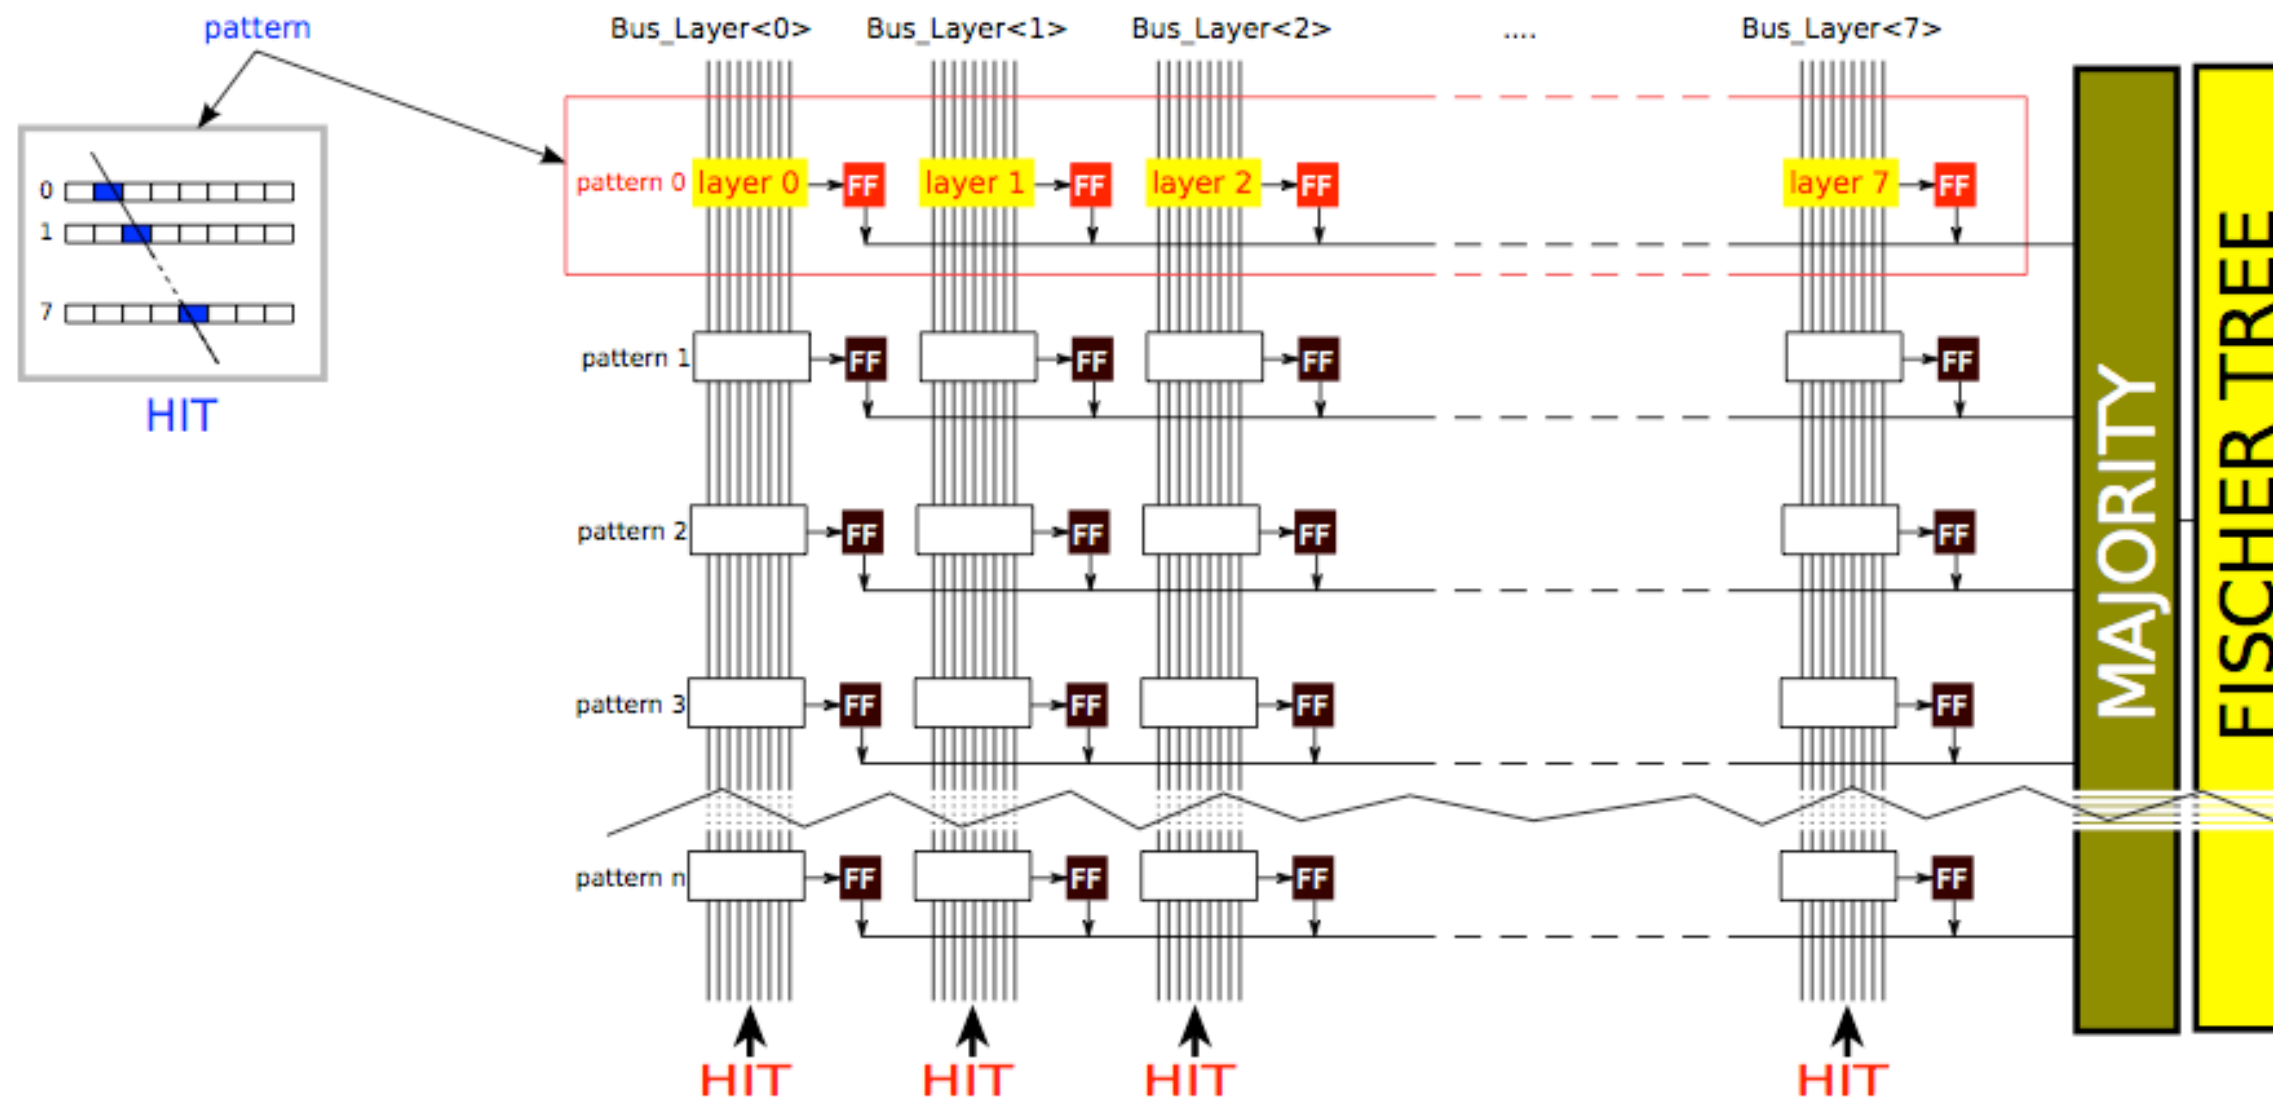 pattern
Bus_Layer<0>
Bus_Layer<1>
Bus_Layer<2>
....
Bus_Layer<7>
0
1
7
HIT
pattern 0
layer 0
FF
layer 1
FF
layer 2
FF
layer 7
FF
pattern 1
FF
FF
FF
FF
pattern 2
FF
FF
FF
FF
pattern 3
FF
FF
FF
FF
pattern n
FF
FF
FF
FF
HIT
HIT
HIT
HIT
MAJORITY
FISCHER TREE